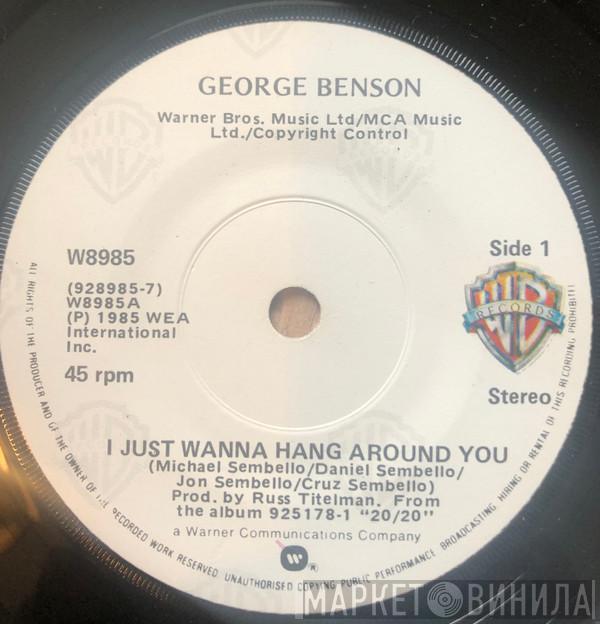 GEORGE BENSON
Warner Bros. Music Ltd/MCA Music
Ltd./Copyright Control
W8985
(928985-7)
W8985A
(P) 1985 WEA
International
Inc.
45 rpm
Side 1
RECORDS
Stereo
I JUST WANNA HANG AROUND YOU
(Michael Sembello/Daniel Sembello/
Jon Sembello/Cruz Sembello)
Prod. by Russ Titelman. From
the album 925178-1 "20/20"
a Warner Communications Company
ALL RIGHTS OF THE PRODUCER AND OF THE OWNER OF THE RECORDED WORK RESERVED. UNAUTHORISED COPYING PUBLIC PERFORMANCE BROADCASTING HIRING OR RENTAL OF THIS RECORDING PROHIBITED
МАРКЕТ ВИНИЛА